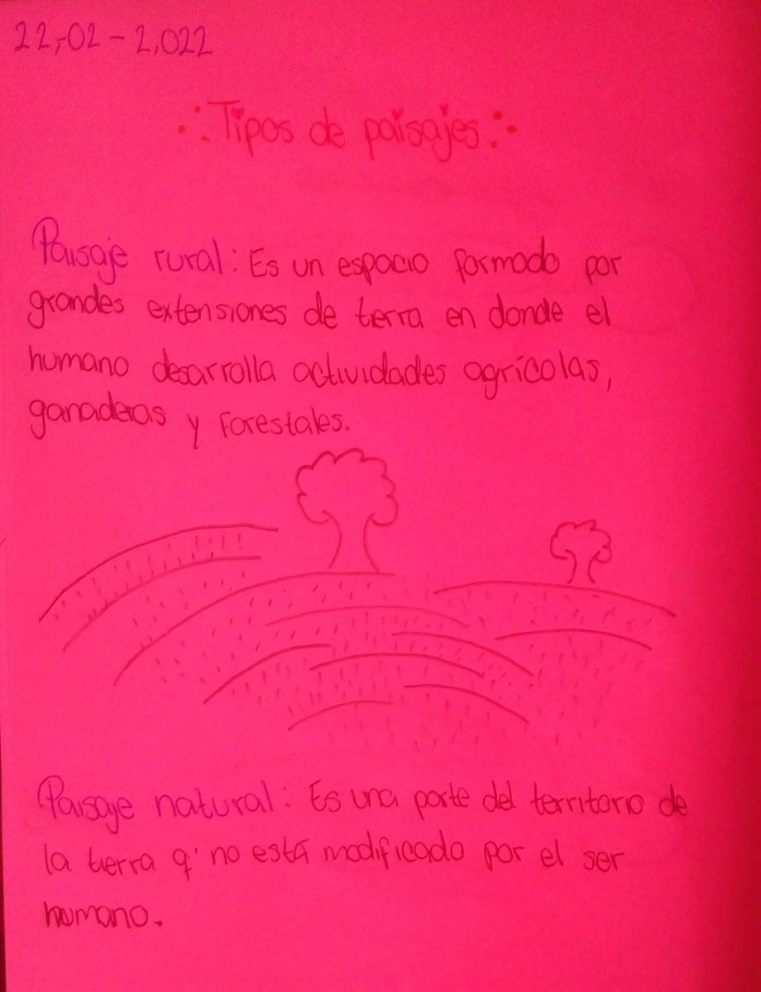 22-02-2,022
Tipos de paisajes
Paisaje rural: Es un espacio formado por
grandes extensiones de tierra en donde el
humano desarrolla actividades agrícolas,
ganaderas y Forestales.
Paisaje natural: Es una parte del territorio de
la tierra q' no está modificado por el ser
humano.